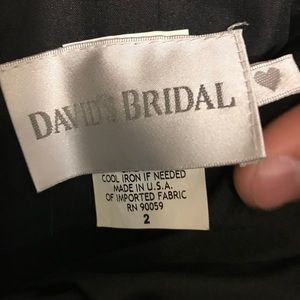 DAVID'S BRIDAL
COOL IRON IF NEEDED
MADE IN U.S.A.
OF IMPORTED FABRIC
RN 90059
2